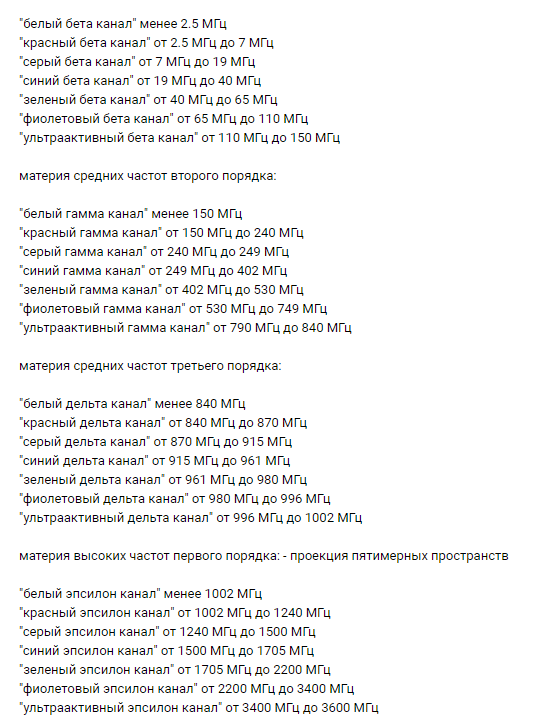 "белый бета канал" менее 2.5 МГц
"красный бета канал" от 2.5 МГц до 7 МГц
"серый бета канал" от 7 МГц до 19 МГц
"синий бета канал" от 19 МГц до 40 МГц
"зеленый бета канал" от 40 МГц до 65 МГц
"фиолетовый бета канал" от 65 МГц до 110 МГц
"ультраактивный бета канал" от 110 МГц до 150 МГц
материя средних частот второго порядка:
"белый гамма канал" менее 150 МГц
"красный гамма канал" от 150 МГц до 240 МГц
"серый гамма канал" от 240 МГц до 249 МГц
"синий гамма канал" от 249 МГц до 402 МГц
"зеленый гамма канал" от 402 МГц до 530 МГц
"фиолетовый гамма канал" от 530 МГц до 749 МГц
"ультраактивный гамма канал" от 790 МГц до 840 МГц
материя средних частот третьего порядка:
"белый дельта канал" менее 840 МГц
"красный дельта канал" от 840 МГц до 870 МГц
"серый дельта канал" от 870 МГц до 915 МГц
"синий дельта канал" от 915 МГц до 961 МГц
"зеленый дельта канал" от 961 МГц до 980 МГц
"фиолетовый дельта канал" от 980 МГц до 996 МГц
"ультраактивный дельта канал" от 996 МГц до 1002 МГц
материя высоких частот первого порядка: - проекция пятимерных пространств
"белый эпсилон канал" менее 1002 МГц
"красный эпсилон канал" от 1002 МГц до 1240 МГц
"серый эпсилон канал" от 1240 МГц до 1500 МГц
"синий эпсилон канал" от 1500 МГц до 1705 МГц
"зеленый эпсилон канал" от 1705 МГц до 2200 МГц
"фиолетовый эпсилон канал" от 2200 МГц до 3400 МГц
"ультраактивный эпсилон канал" от 3400 МГц до 3600 МГц